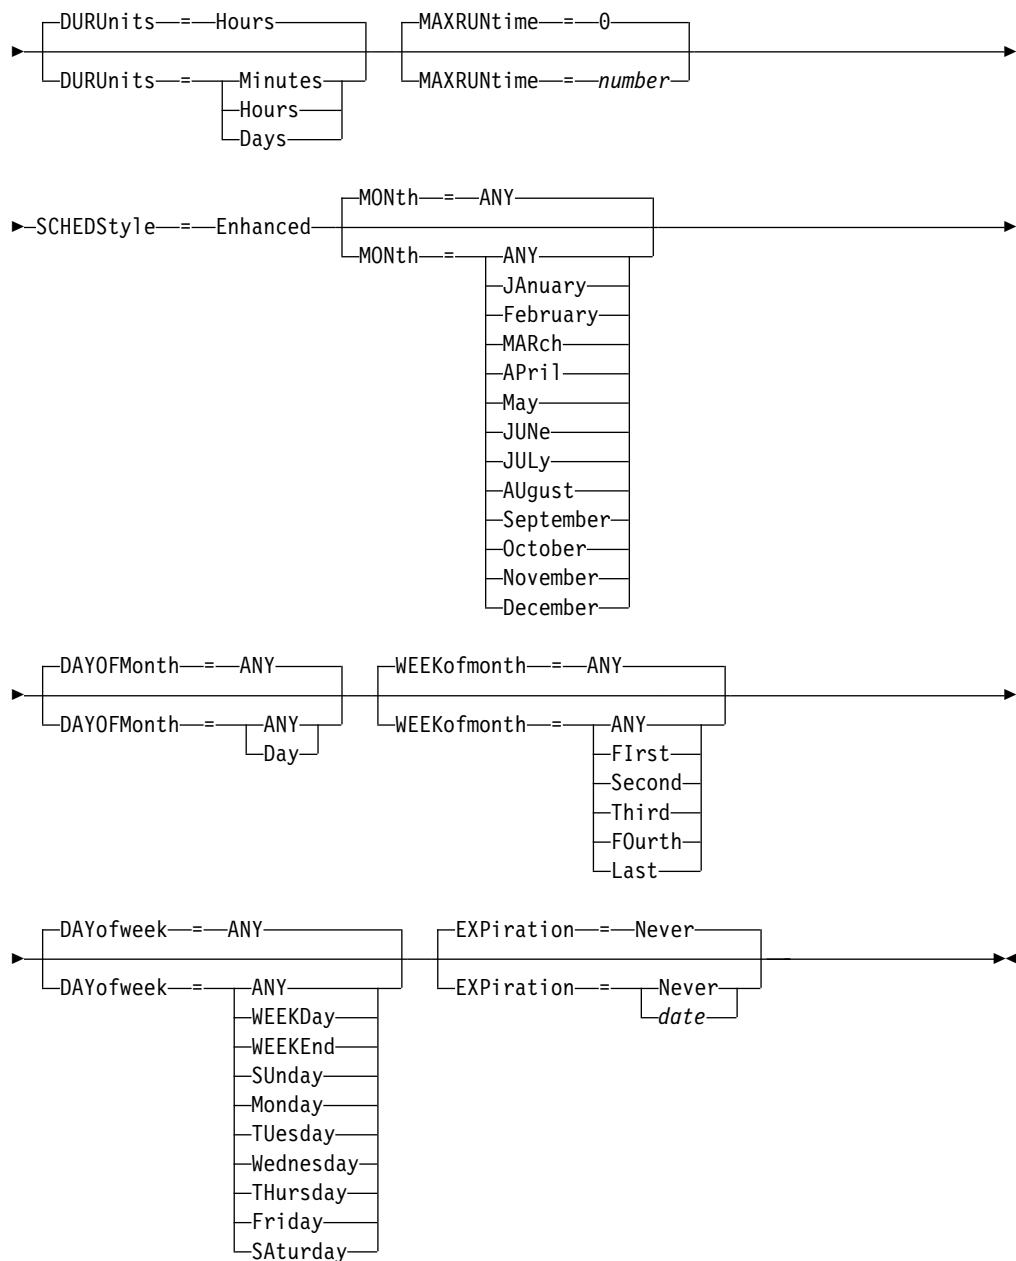 DURUnits = Hours MAXRUNtime = 0
DURUnits = Minutes MAXRUNtime = number
Hours
Days
SCHEDStyle = Enhanced
MONth = ANY
MONth = ANY
JAnuary
February
MARch
APril
May
JUNe
JULy
AUgust
September
October
November
December
DAYOFMonth = ANY WEEKofmonth = ANY
DAYOFMonth = ANY WEEKofmonth = ANY
Day FIrst
Second
Third
FOurth
Last
DAYofweek = ANY EXPiration = Never
DAYofweek = ANY EXPiration = Never
WEEKDay date
WEEKEnd
SUnday
Monday
TUesday
Wednesday
THursday
Friday
SAturday